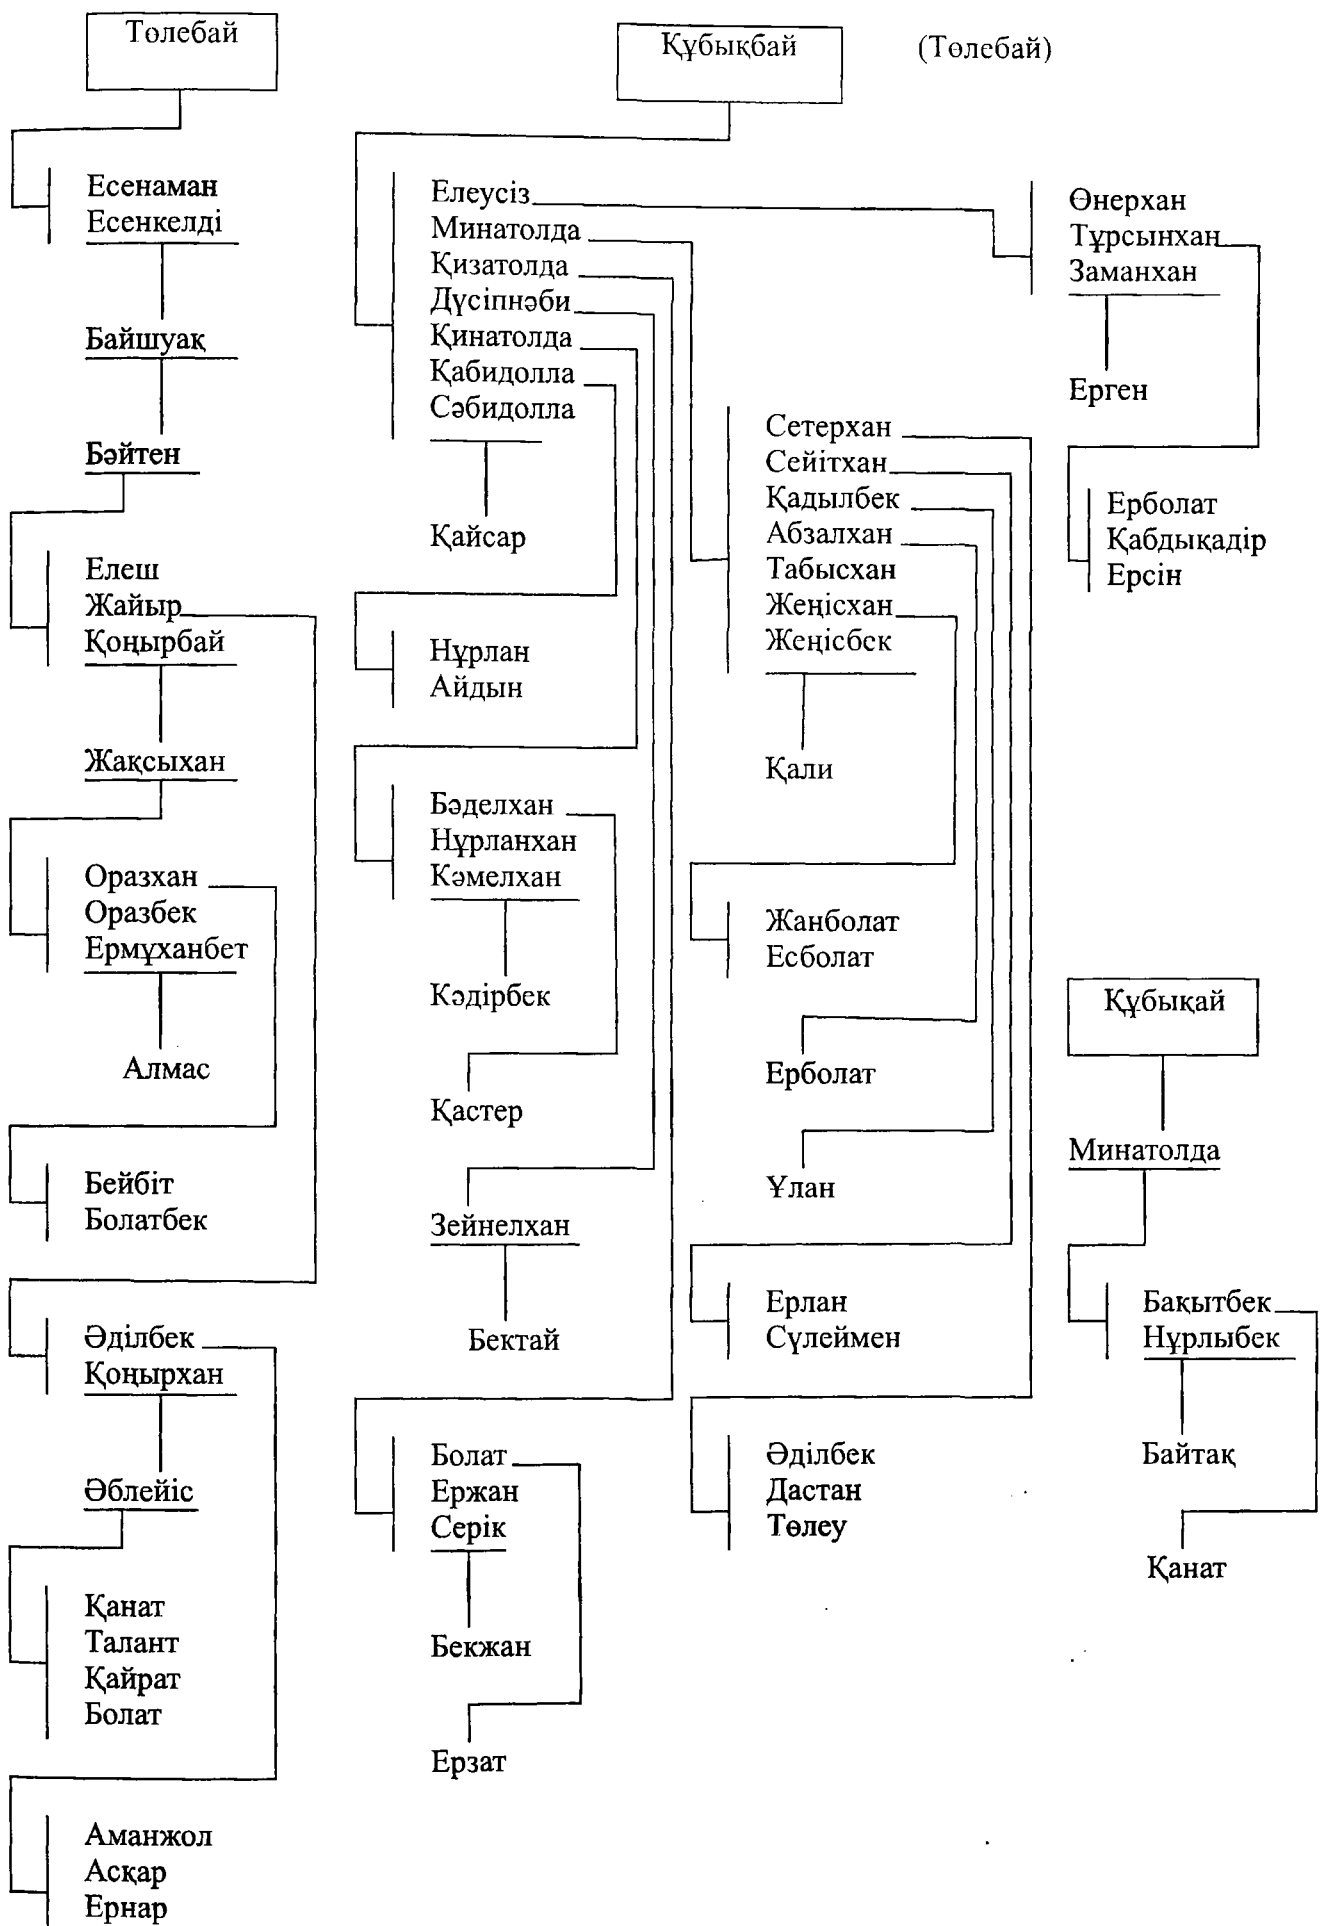 Төлебай
Есенаман
Есенкелді
Байшуақ
Бәйтен
Елеш
Жайыр
Қоңырбай
Жақсыхан
Оразхан
Оразбек
Ермұханбет
Алмас
Бейбіт
Болатбек
Әділбек
Қоңырхан
Әблейіс
Қанат
Талант
Қайрат
Болат
Аманжол
Асқар
Ернар
Құбықбай
(Төлебай)
Елеусіз
Минатолда
Қизатолда
Дүсіпнәби
Қинатолда
Қабидолла
Сәбидолла
Қайсар
Нұрлан
Айдын
Бәделхан
Нұрланхан
Кәмелхан
Кәдірбек
Қастер
Зейнелхан
Бектай
Болат
Ержан
Серік
Бекжан
Ерзат
Сетерхан
Сейітхан
Қадылбек
Абзалхан
Табысхан
Жеңісхан
Жеңісбек
Қали
Жанболат
Есболат
Ерболат
Ұлан
Ерлан
Сүлеймен
Әділбек
Дастан
Төлеу
Өнерхан
Тұрсынхан
Заманхан
Ерген
Ерболат
Қабдықадір
Ерсін
Құбықай
Минатолда
Бақытбек
Нұрлыбек
Байтақ
Қанат